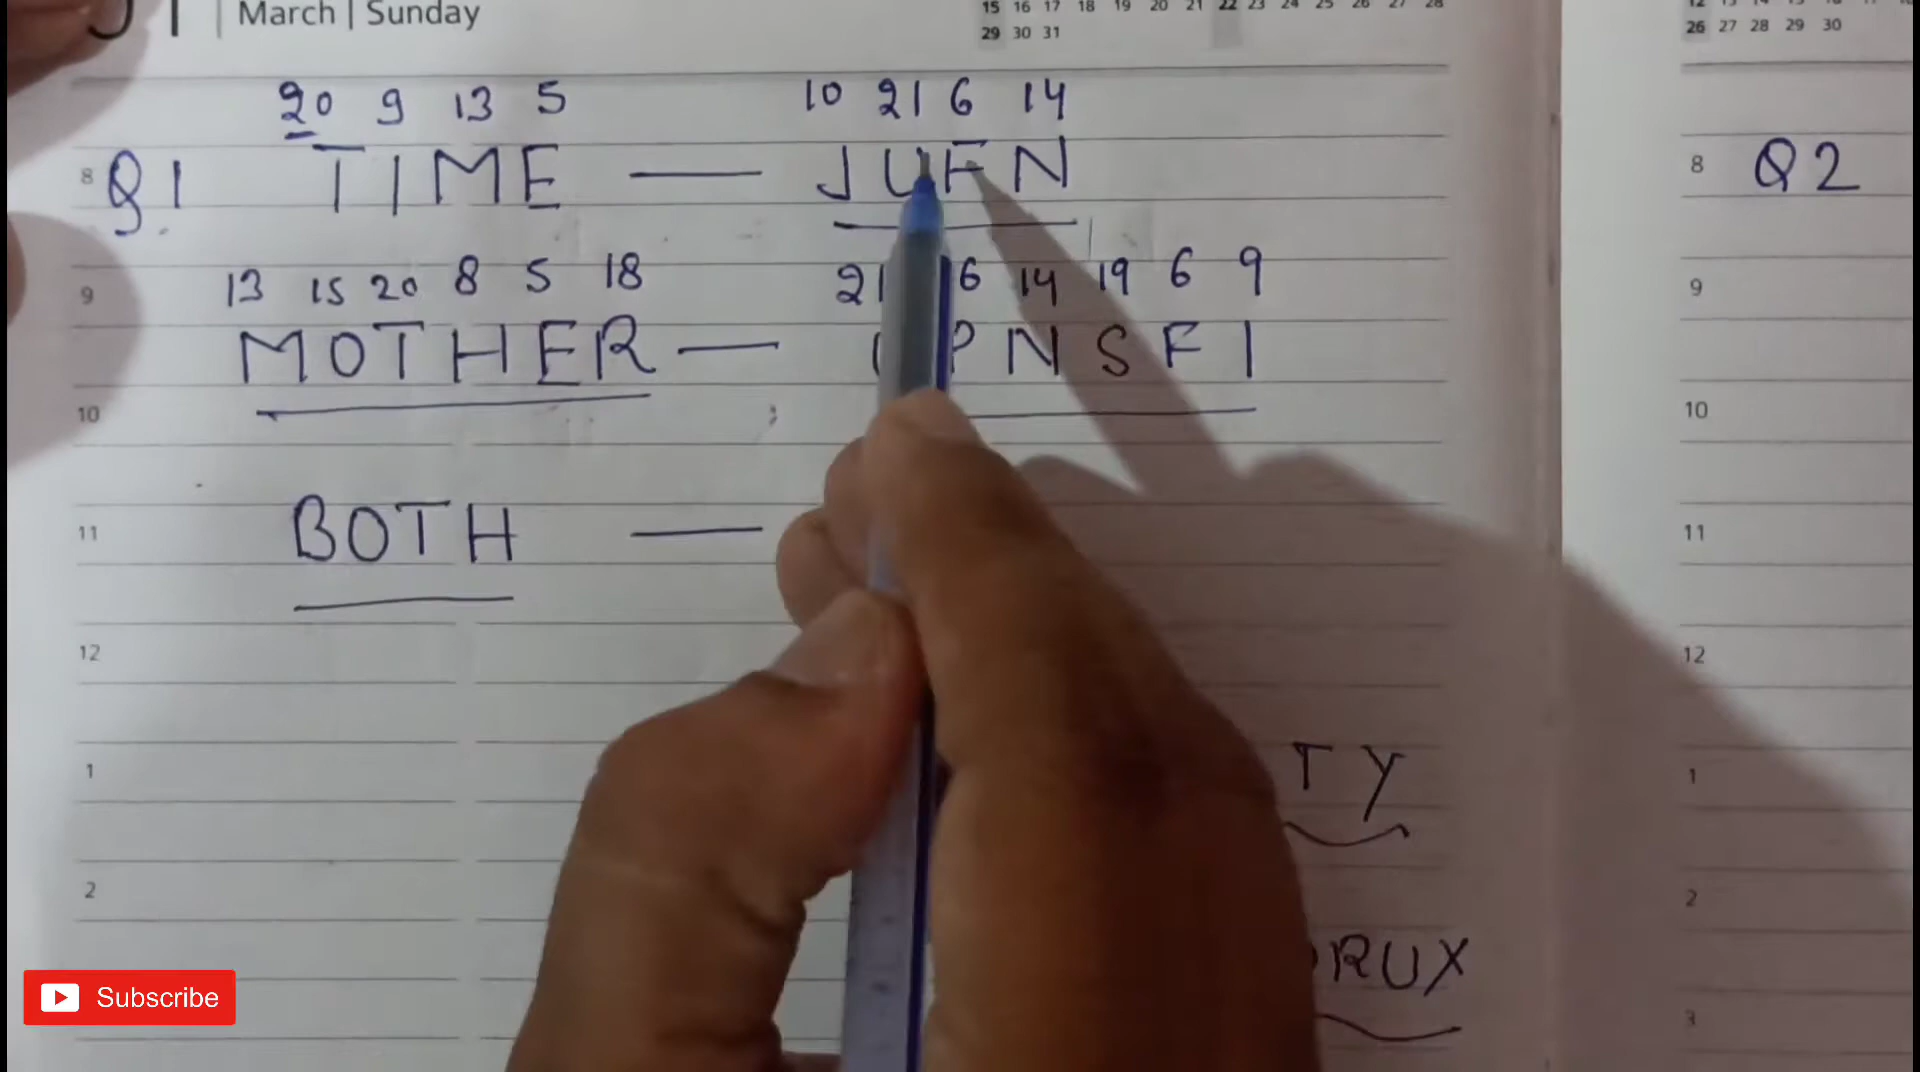 March | Sunday
15 16 17 18 19 20 21 22 23 24 25 26 27 28
29 30 31
26 27 28 29 30
20 9 13 5 10 21 6 14
8 Q1 TIME — JUFN 8 Q2
13 15 20 8 5 18 21 6 14 19 6 9
9 MOTHER — PNSFI 9
10 10
11 BOTH — 11
12 12
1 TY 1
2 2
RUX
3
Subscribe